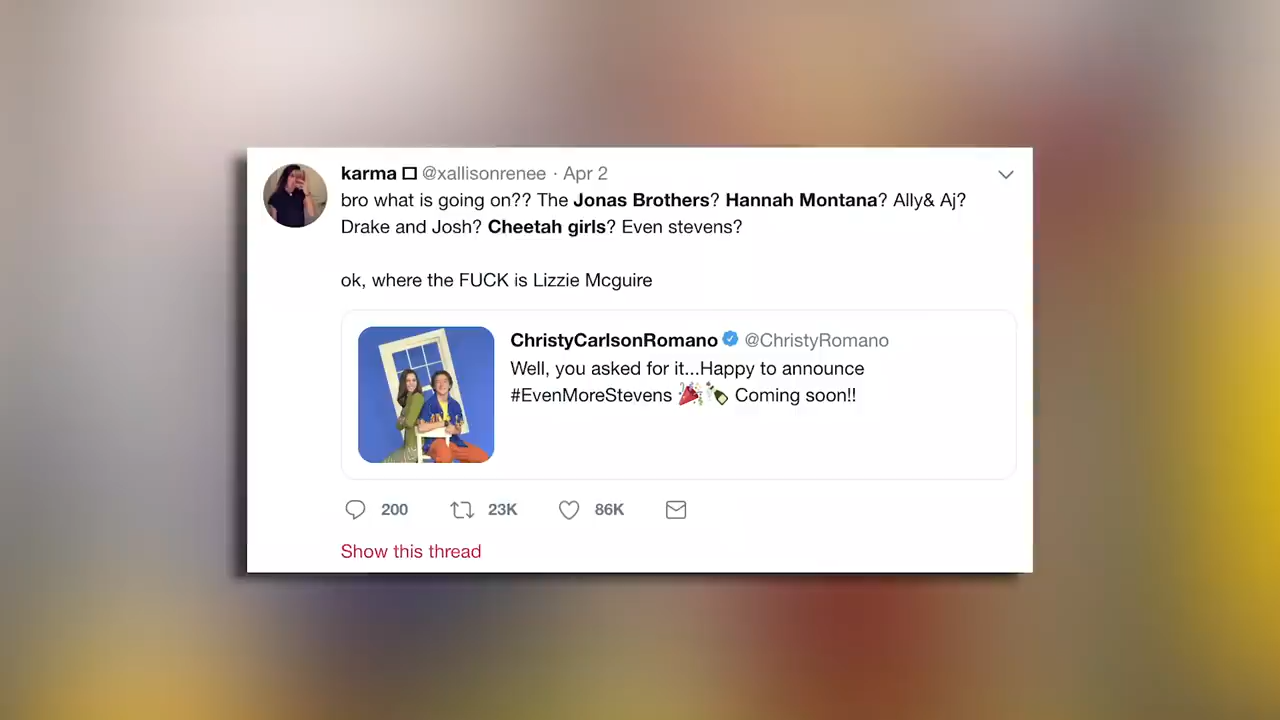 karma @xallisonrenee · Apr 2
bro what is going on?? The Jonas Brothers? Hannah Montana? Ally& Aj?
Drake and Josh? Cheetah girls? Even stevens?
ok, where the FUCK is Lizzie Mcguire
ChristyCarlsonRomano @ChristyRomano
Well, you asked for it...Happy to announce
#EvenMoreStevens 🎉🍾 Coming soon!!
200 23K 86K
Show this thread